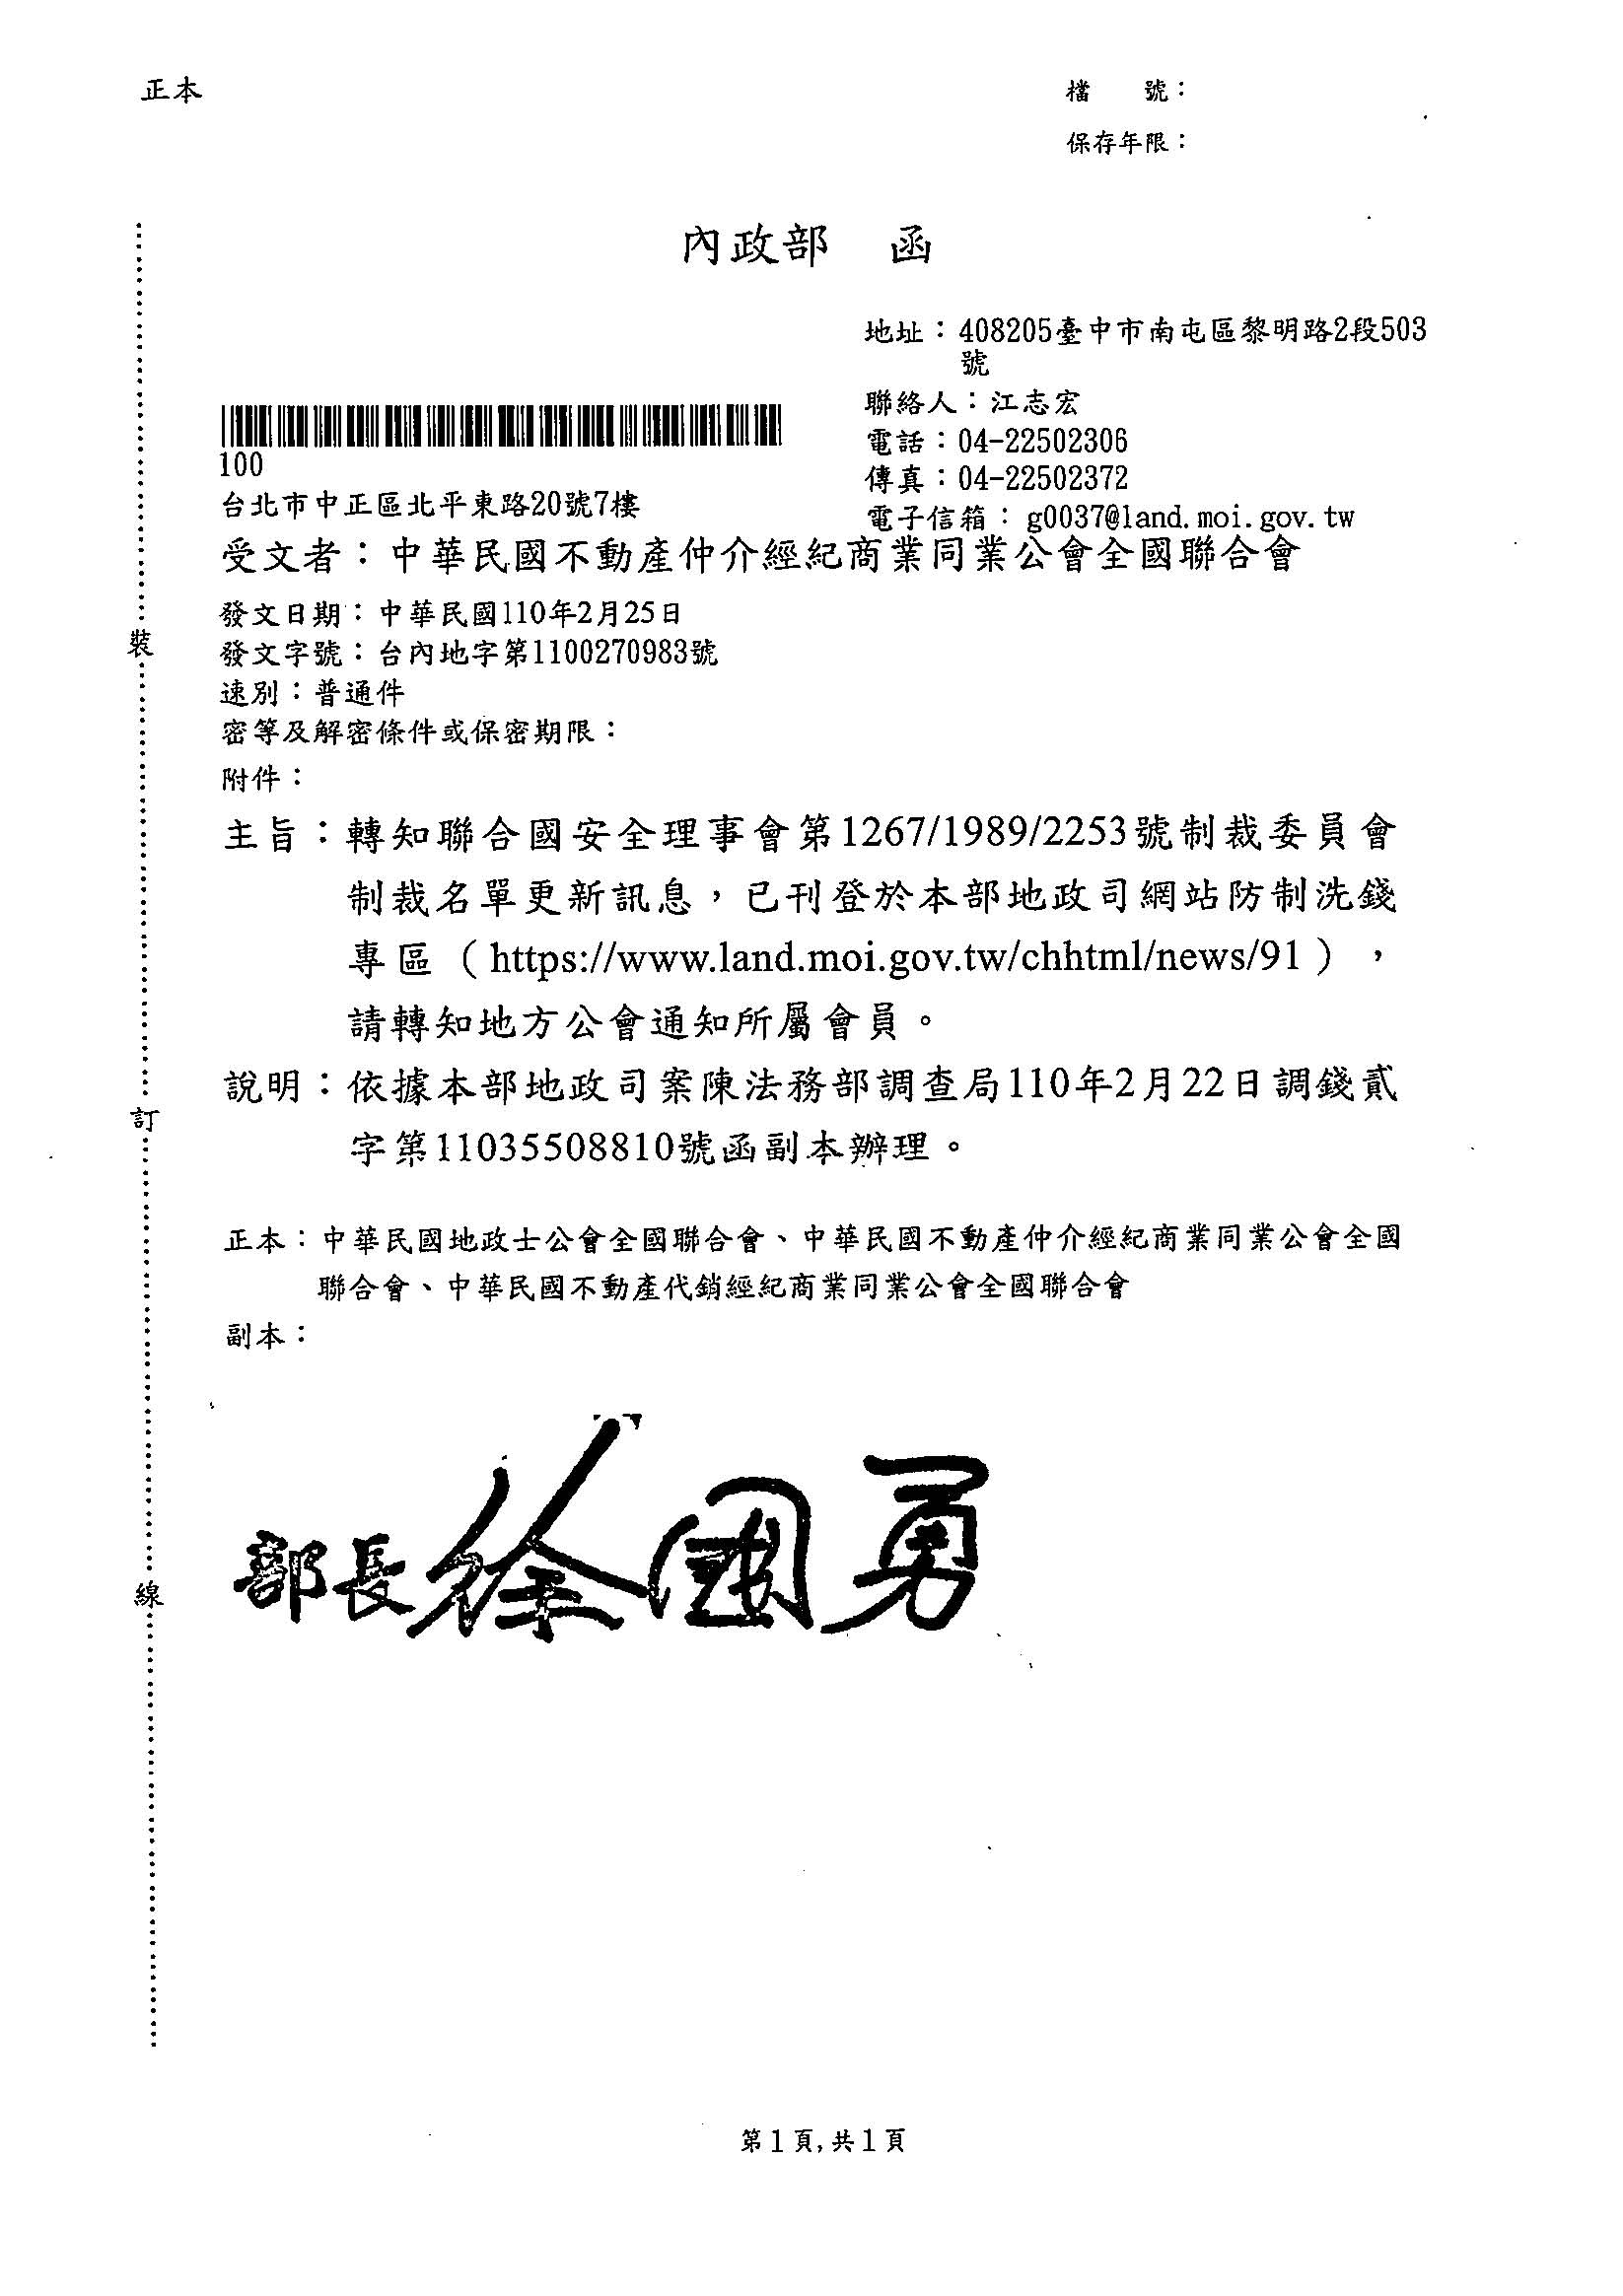 正本
檔　　號：
保存年限：
內政部　函
地址：408205臺中市南屯區黎明路2段503
號
聯絡人：江志宏
電話：04-22502306
傳真：04-22502372
電子信箱：g0037@land.moi.gov.tw
100
台北市中正區北平東路20號7樓
受文者：中華民國不動產仲介經紀商業同業公會全國聯合會
發文日期：中華民國110年2月25日
發文字號：台內地字第1100270983號
速別：普通件
密等及解密條件或保密期限：
附件：
主旨：轉知聯合國安全理事會第1267/1989/2253號制裁委員會
制裁名單更新訊息，已刊登於本部地政司網站防制洗錢
專區（https://www.land.moi.gov.tw/chhtml/news/91），
請轉知地方公會通知所屬會員。
說明：依據本部地政司案陳法務部調查局110年2月22日調錢貳
字第11035508810號函副本辦理。
正本：中華民國地政士公會全國聯合會、中華民國不動產仲介經紀商業同業公會全國
聯合會、中華民國不動產代銷經紀商業同業公會全國聯合會
副本：
部長徐國勇
裝
訂
線
第1頁,共1頁